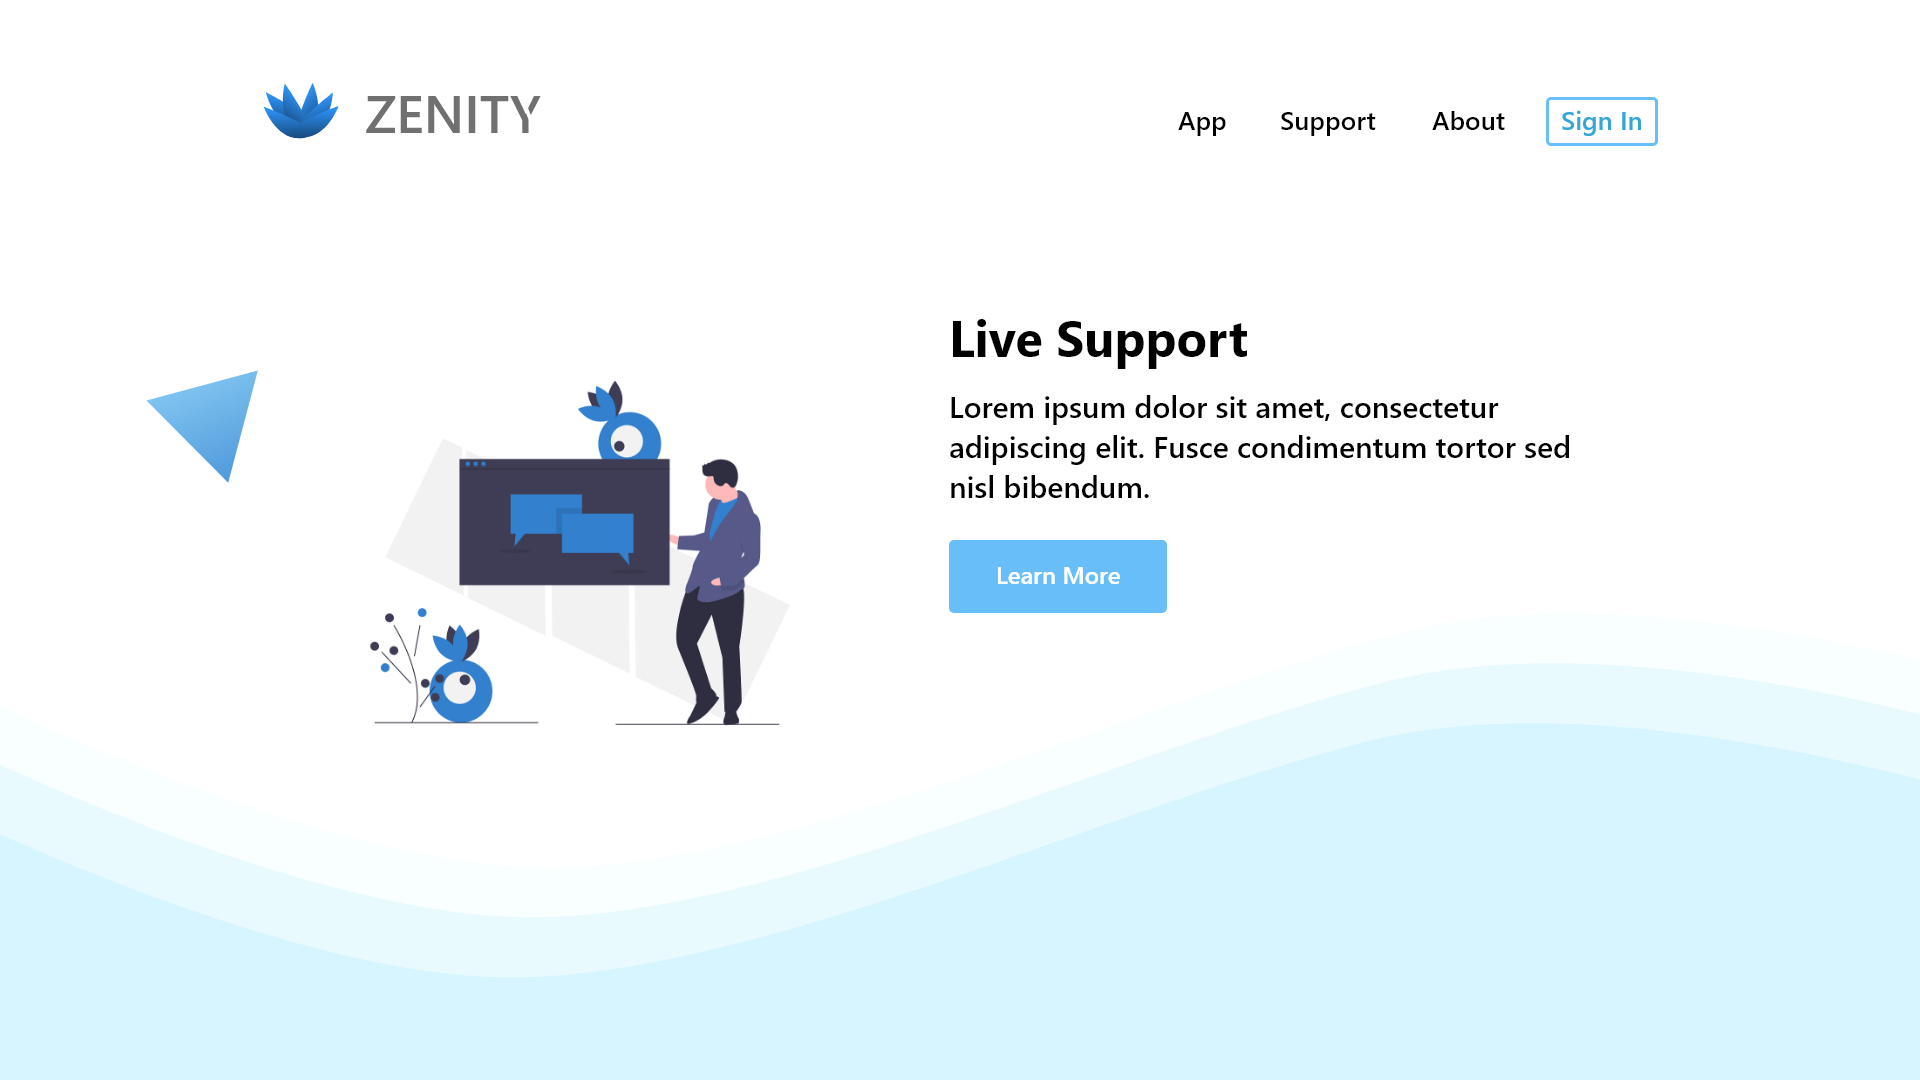 ZENITY
App
Support
About
Sign In
Live Support
Lorem ipsum dolor sit amet, consectetur
adipiscing elit. Fusce condimentum tortor sed
nisl bibendum.
Learn More